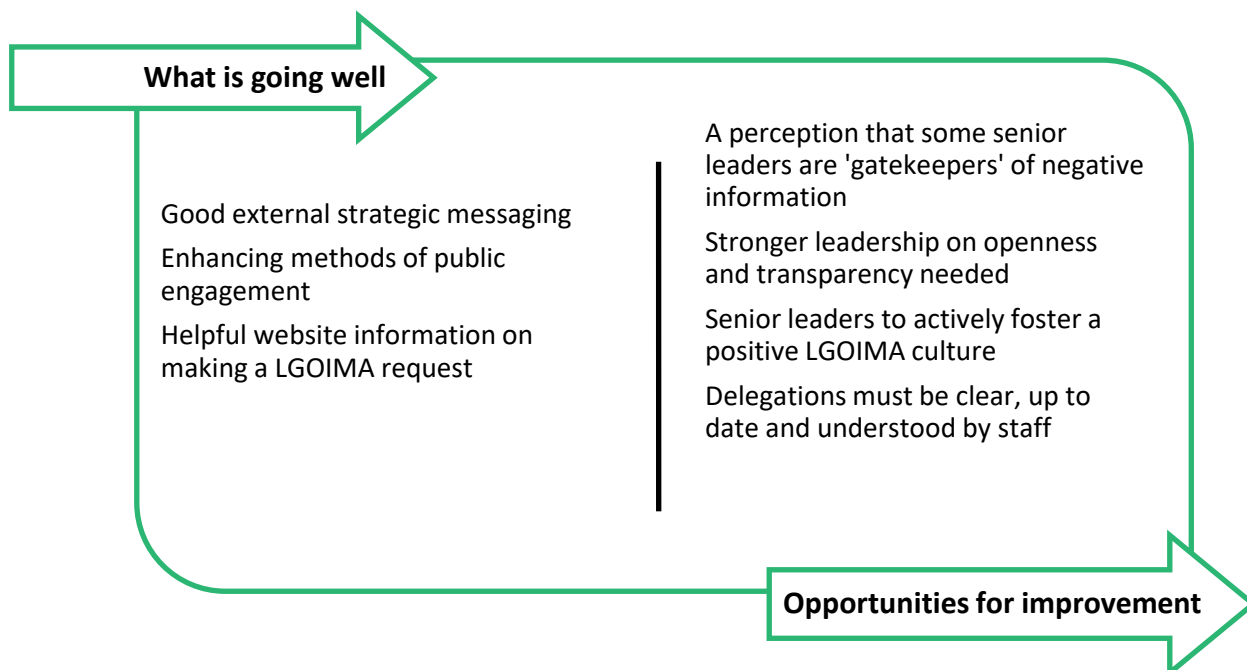 What is going well
Good external strategic messaging
Enhancing methods of public
engagement
Helpful website information on
making a LGOIMA request
A perception that some senior
leaders are 'gatekeepers' of negative
information
Stronger leadership on openness
and transparency needed
Senior leaders to actively foster a
positive LGOIMA culture
Delegations must be clear, up to
date and understood by staff
Opportunities for improvement